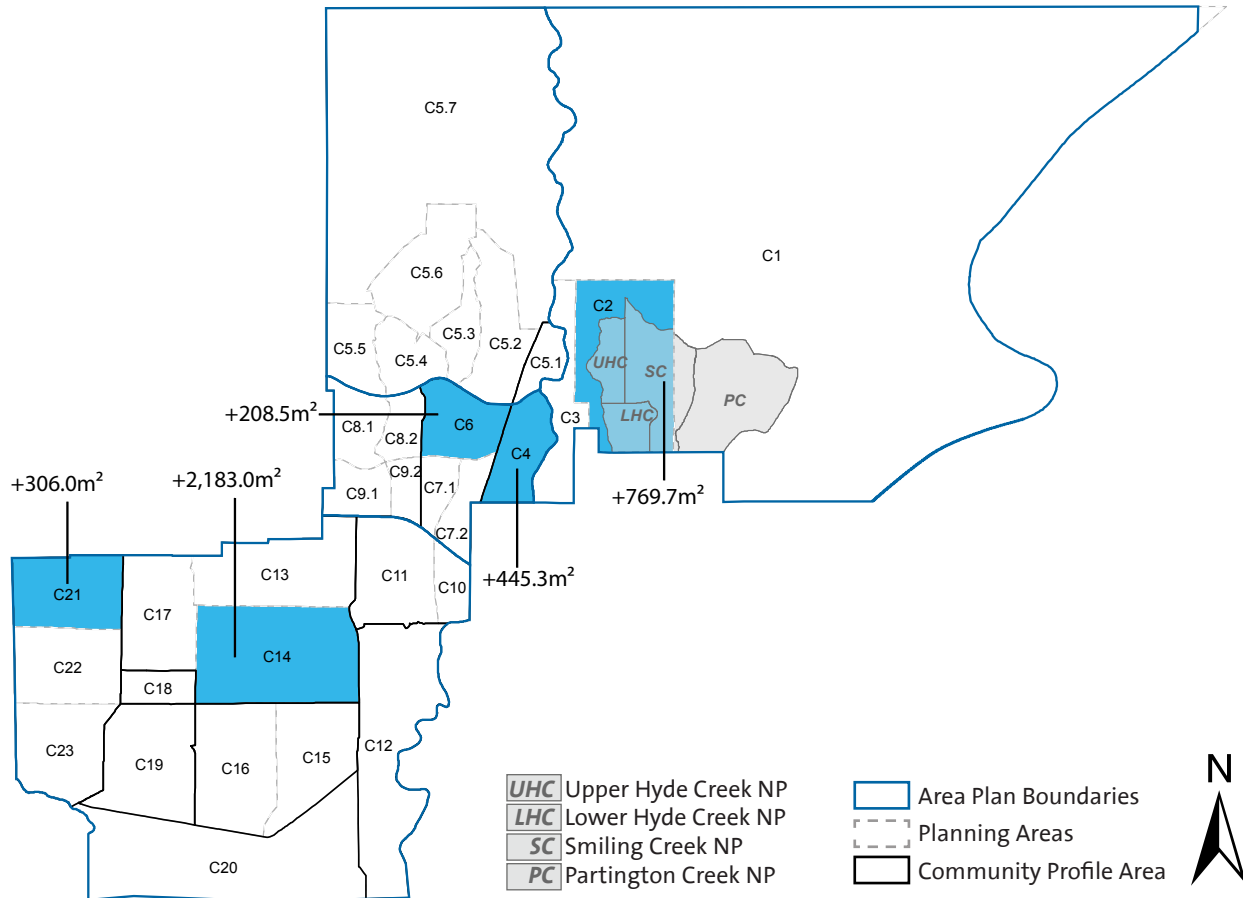 C5.7
C1
C5.6
C2
C5.3
C5.2
C5.5
C5.4
C5.1
UHC
SC
PC
LHC
C3
+208.5m²
C6
C8.1
C8.2
C4
C9.2
C9.1
C7.1
+769.7m²
+306.0m²
+2,183.0m²
C7.2
+445.3m²
C13
C11
C10
C21
C17
C14
C22
C18
C23
C19
C16
C15
C12
C20
UHC Upper Hyde Creek NP
LHC Lower Hyde Creek NP
SC Smiling Creek NP
PC Partington Creek NP
Area Plan Boundaries
Planning Areas
Community Profile Area
N